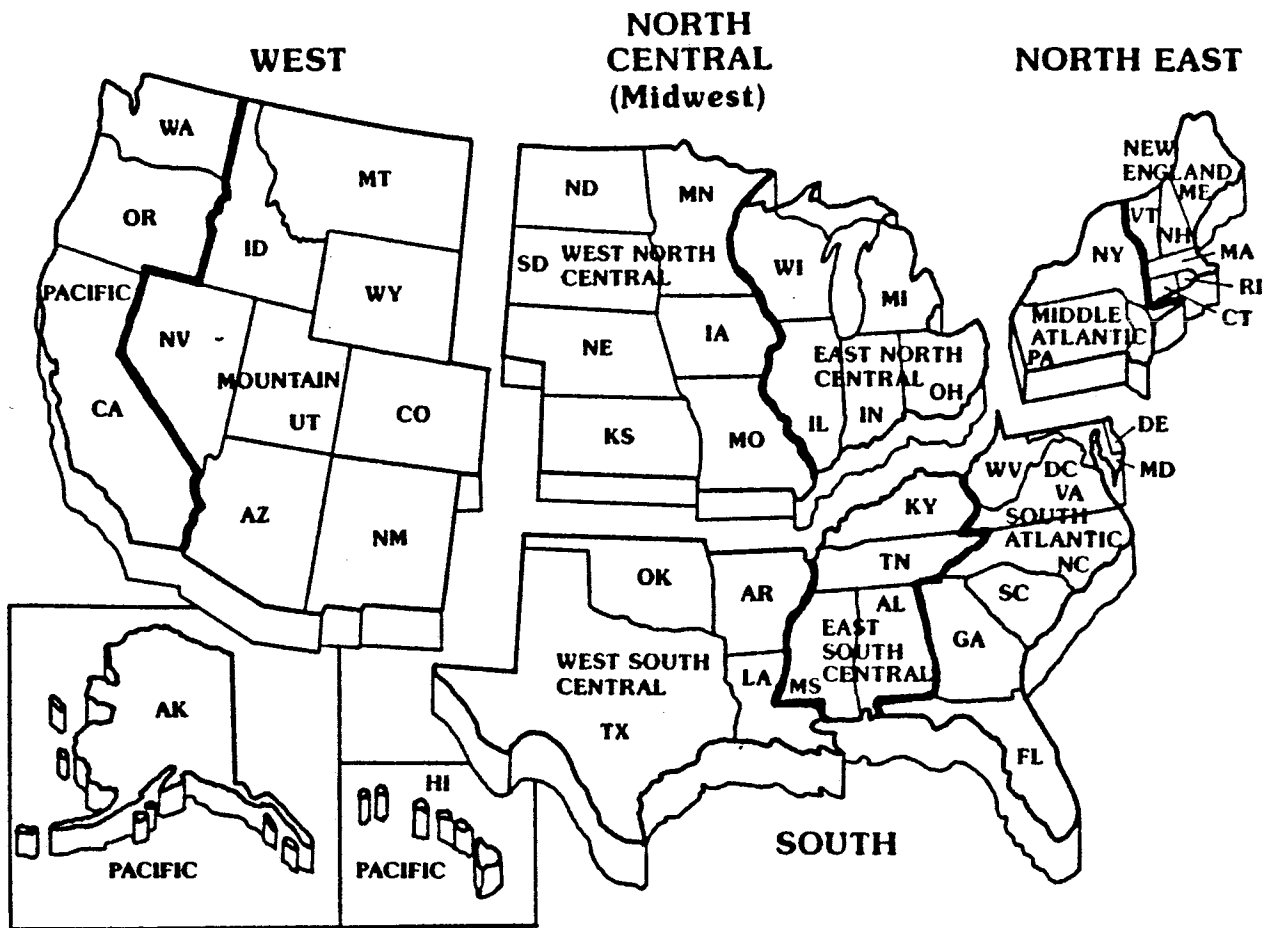 WEST
NORTH
CENTRAL
(Midwest)
NORTH EAST
WA
MT
OR
ID
WY
PACIFIC
NV
MOUNTAIN
UT
CO
CA
AZ
NM
ND
MN
SD
WEST NORTH
CENTRAL
WI
MI
NE
IA
EAST NORTH
CENTRAL
OH
IL
IN
KS
MO
NEW
ENGLAND
ME
VT
NH
NY
MA
RI
CT
MIDDLE
ATLANTIC
PA
DE
MD
WV
DC
VA
SOUTH
ATLANTIC
NC
SC
GA
FL
KY
TN
AL
EAST
SOUTH
CENTRAL
MS
OK
AR
WEST SOUTH
CENTRAL
LA
TX
SOUTH
AK
PACIFIC
HI
PACIFIC